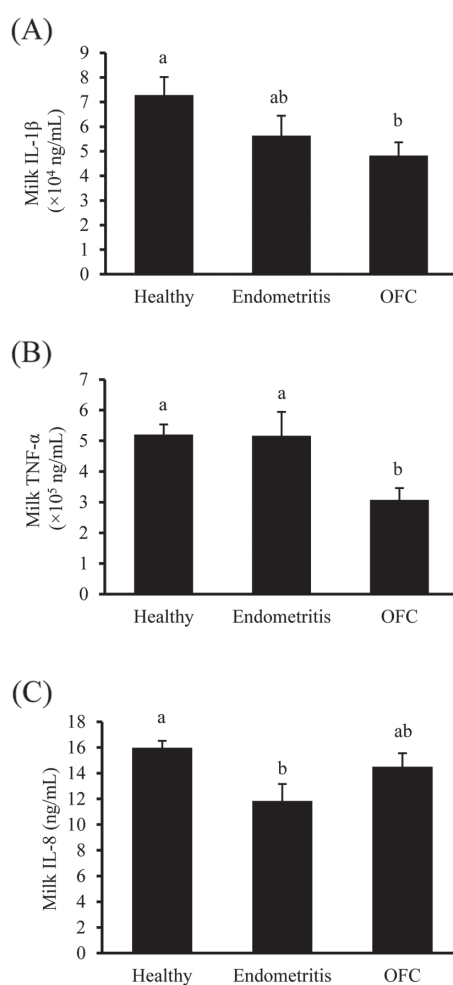 (A)
Milk IL-1β
(×10⁴ ng/mL)
9
8
7
6
5
4
3
2
1
0
a
ab
b
Healthy
Endometritis
OFC
(B)
Milk TNF-α
(×10⁵ ng/mL)
7
6
5
4
3
2
1
0
a
a
b
Healthy
Endometritis
OFC
(C)
Milk IL-8 (ng/mL)
18
16
14
12
10
8
6
4
2
0
a
b
ab
Healthy
Endometritis
OFC